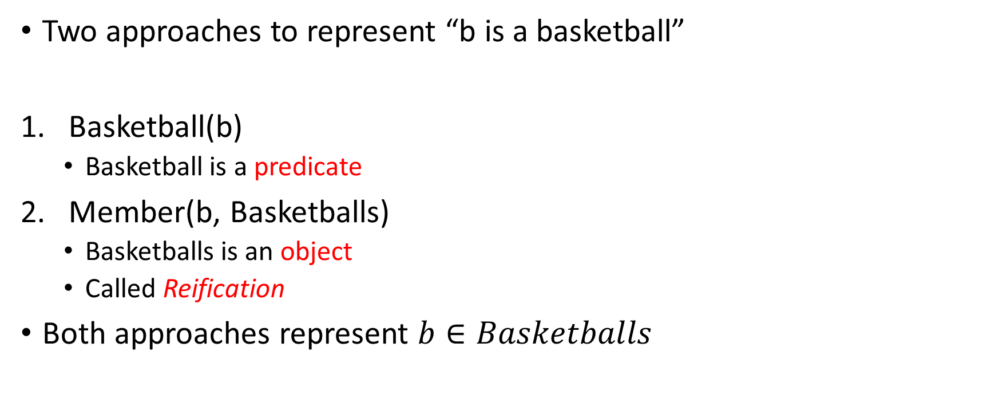 • Two approaches to represent “b is a basketball”
1. Basketball(b)
• Basketball is a predicate
2. Member(b, Basketballs)
• Basketballs is an object
• Called Reification
• Both approaches represent b ∈ Basketballs